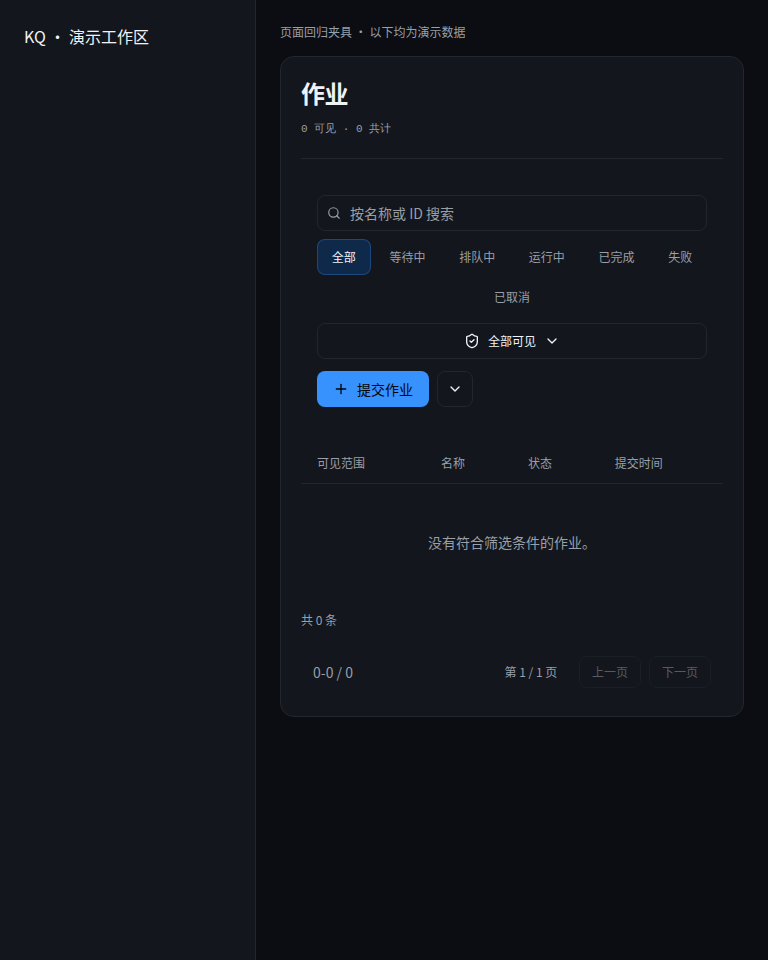 KQ · 演示工作区
页面回归夹具 · 以下均为演示数据
作业
0 可见 · 0 共计
按名称或 ID 搜索
全部 等待中 排队中 运行中 已完成 失败
已取消
全部可见
提交作业
可见范围 名称 状态 提交时间
没有符合筛选条件的作业。
共 0 条
0-0 / 0 第 1 / 1 页 上一页 下一页